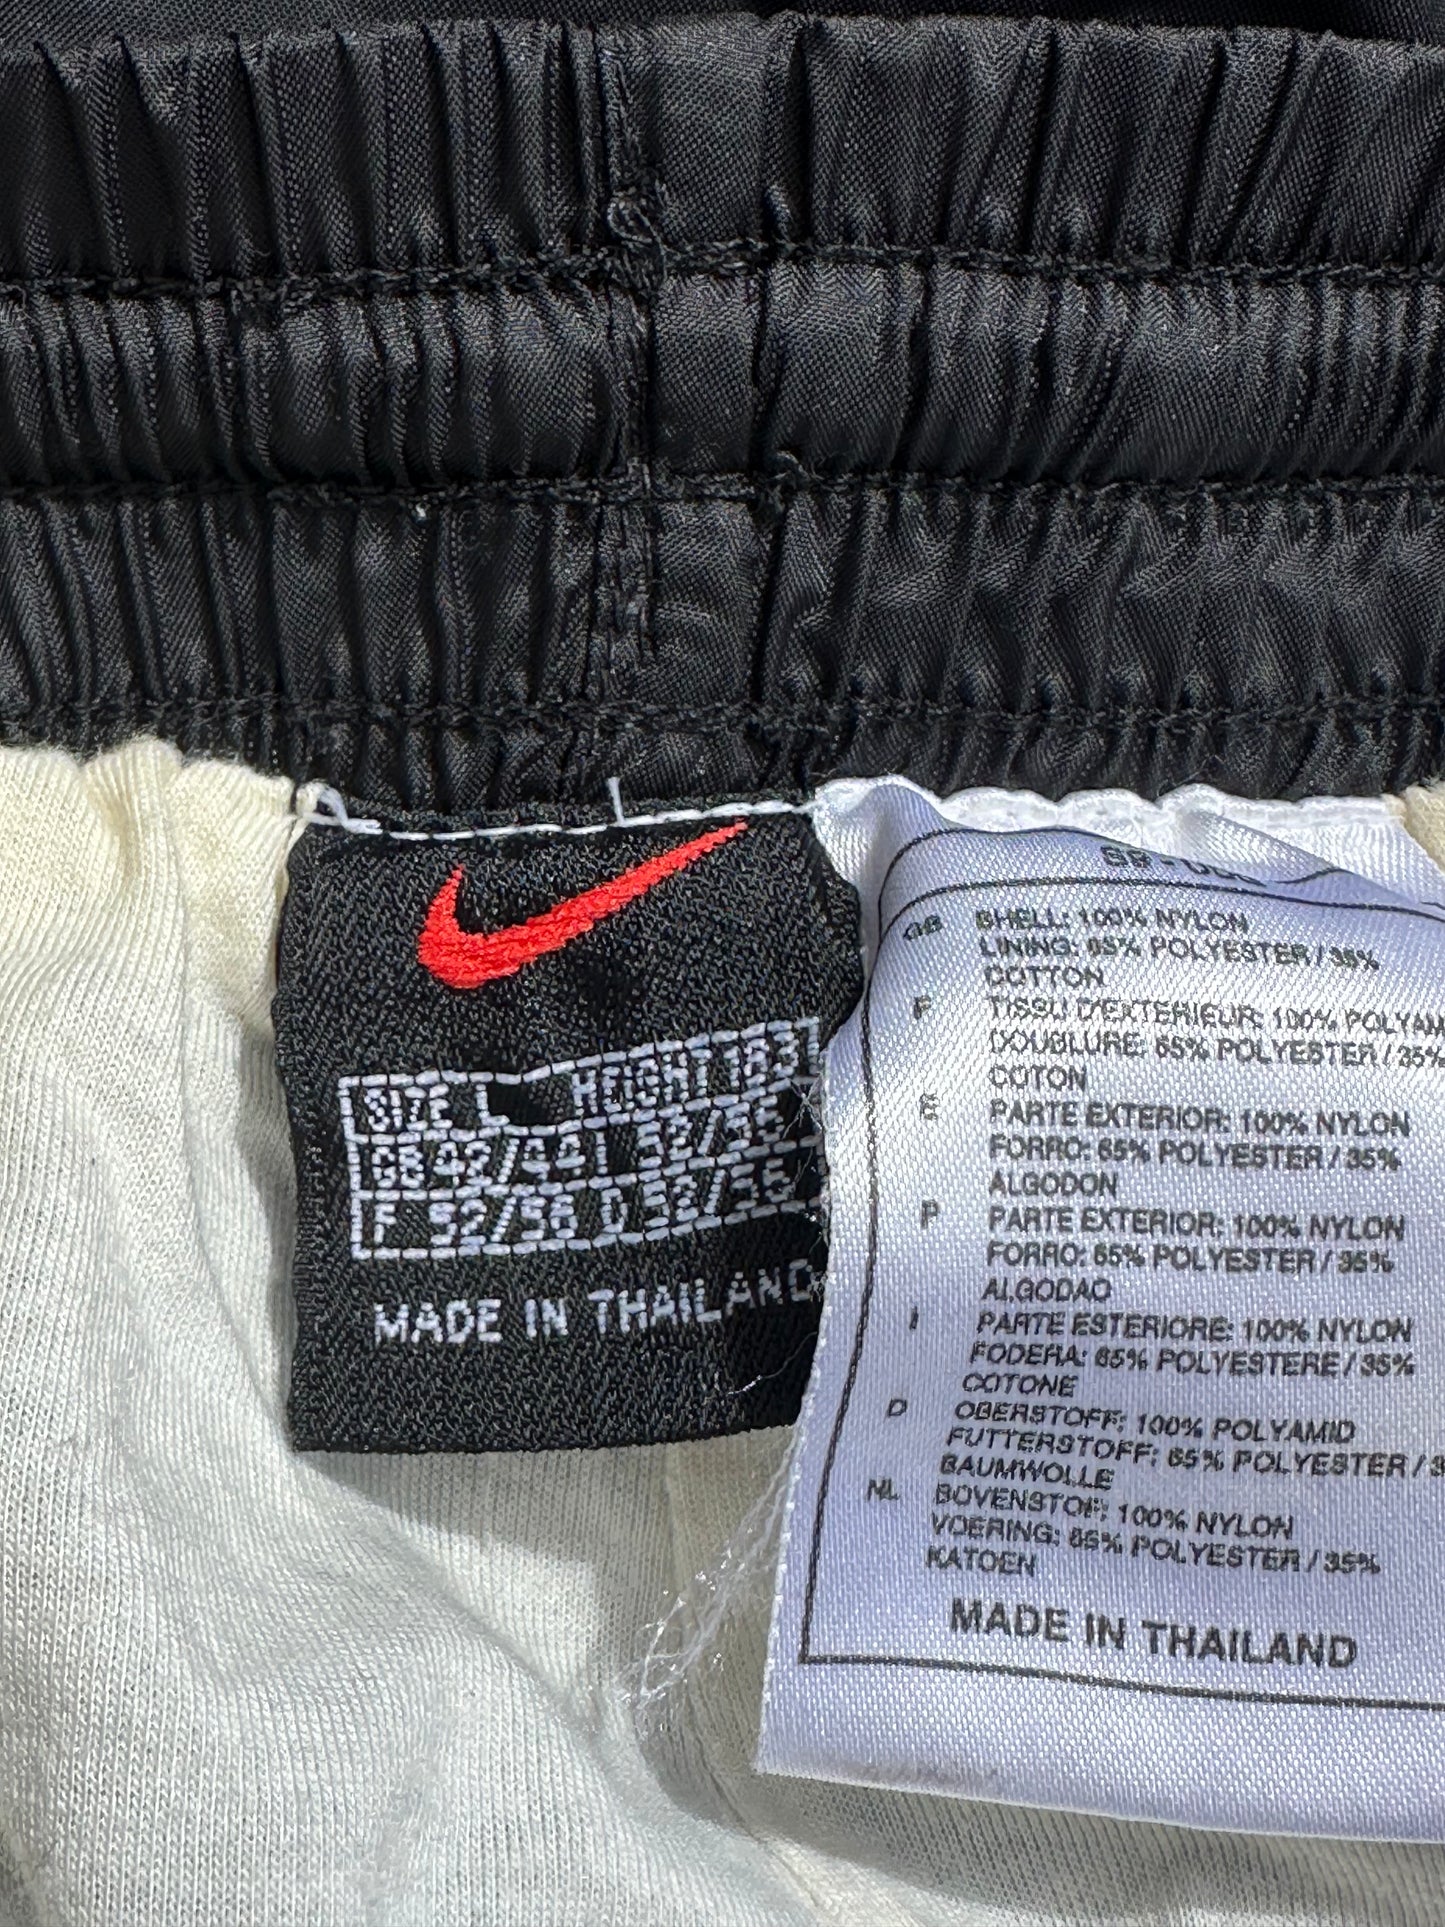 SIZE L HEIGHT 183
GB 42/44 I 52/56
F 52/56 D 52/56
MADE IN THAILAND
GB SHELL: 100% NYLON
LINING: 65% POLYESTER / 35%
COTTON
F TISSU D'EXTERIEUR: 100% POLYAM
DOUBLURE: 65% POLYESTER / 35%
COTON
E PARTE EXTERIOR: 100% NYLON
FORRO: 65% POLYESTER / 35%
ALGODON
P PARTE EXTERIOR: 100% NYLON
FORRO: 65% POLYESTER / 35%
ALGODAO
I PARTE ESTERIORE: 100% NYLON
FODERA: 65% POLYESTERE / 35%
COTONE
D OBERSTOFF: 100% POLYAMID
FUTTERSTOFF: 65% POLYESTER / 3
BAUMWOLLE
NL BOVENSTOF: 100% NYLON
VOERING: 65% POLYESTER / 35%
KATOEN
MADE IN THAILAND